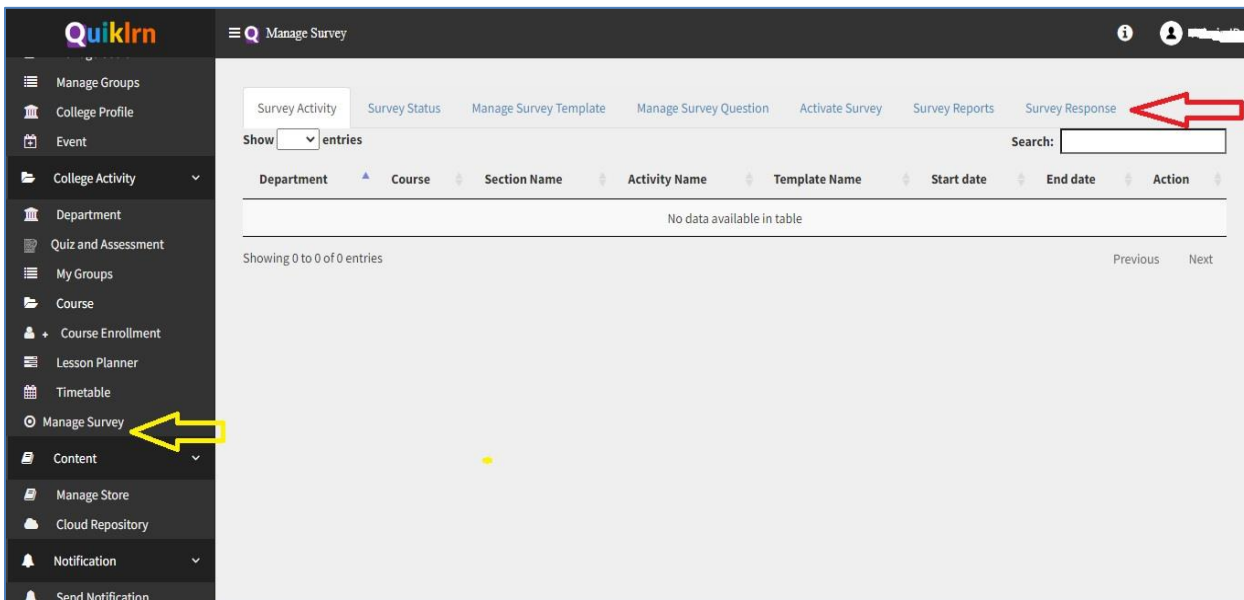 Quiklrn
Q Manage Survey
Manage Groups
College Profile
Event
College Activity
Department
Quiz and Assessment
My Groups
Course
+ Course Enrollment
Lesson Planner
Timetable
Manage Survey
Content
Manage Store
Cloud Repository
Notification
Send Notification
Survey Activity Survey Status Manage Survey Template Manage Survey Question Activate Survey Survey Reports Survey Response
Show entries Search:
Department Course Section Name Activity Name Template Name Start date End date Action
No data available in table
Showing 0 to 0 of 0 entries Previous Next